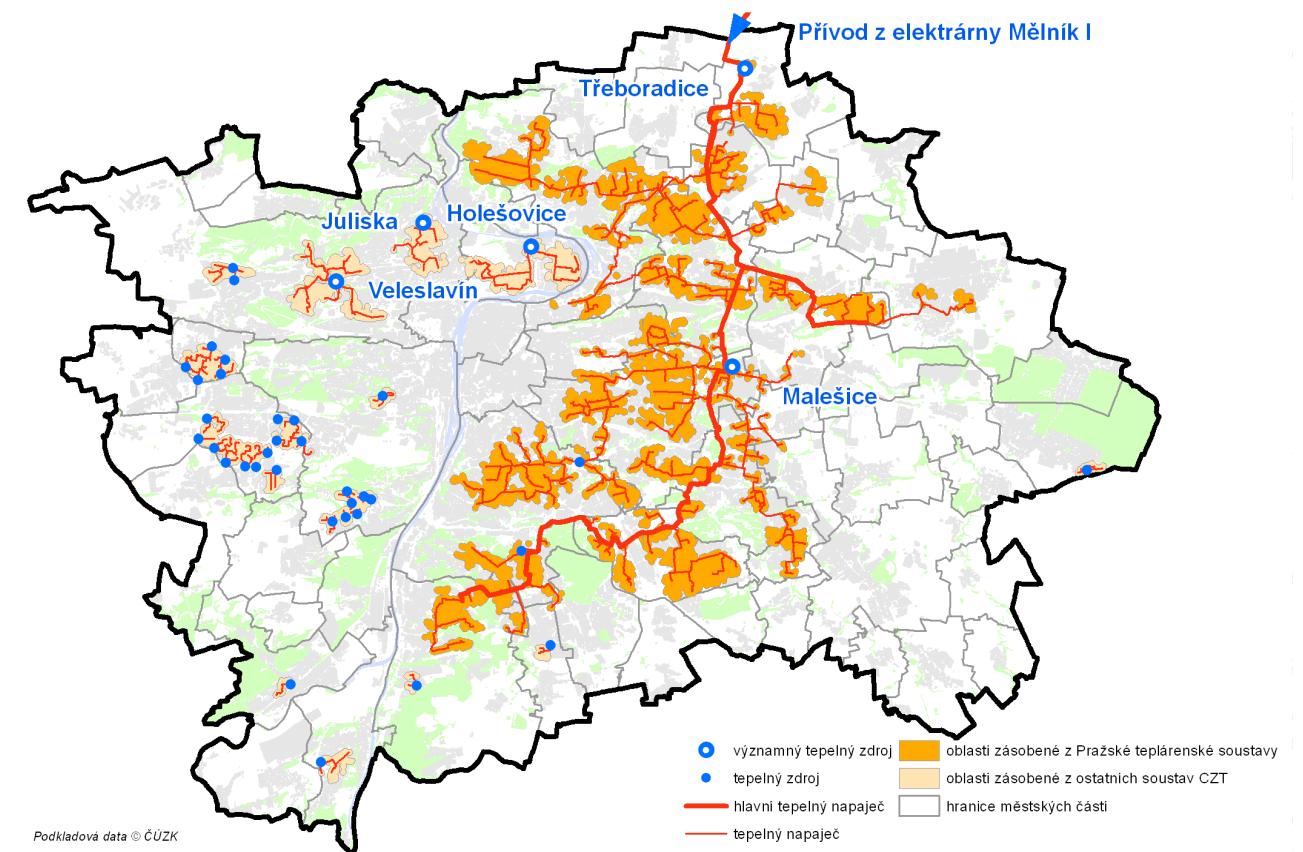 Přívod z elektrárny Mělník I
Třeboradice
Juliska
Holešovice
Veleslavín
Malešice
významný tepelný zdroj
tepelný zdroj
hlavni tepelný napaječ
tepelný napaječ
oblasti zásobené z Pražské teplárenské soustavy
oblasti zásobené z ostatních soustav CZT
hranice městských částí
Podkladová data © ČÚZK